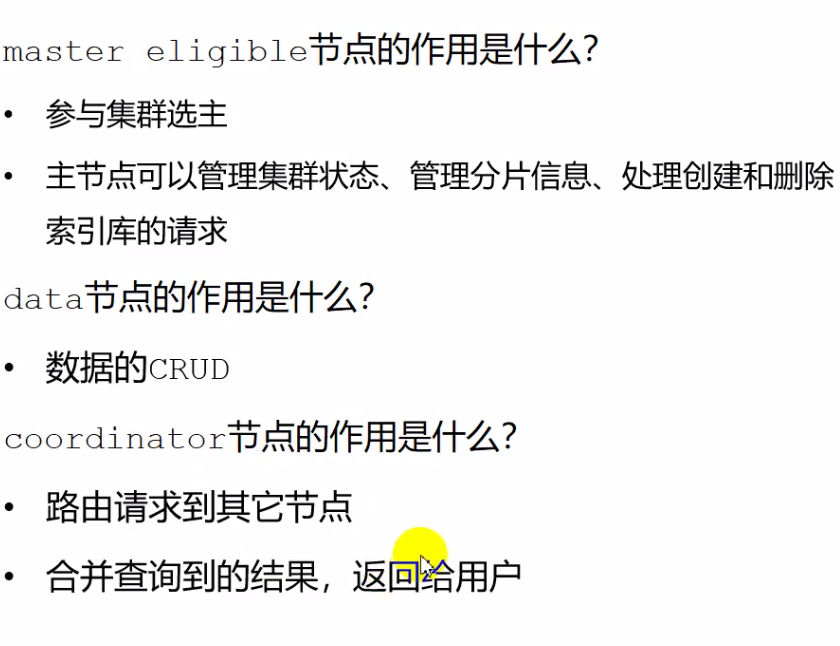 master eligible节点的作用是什么？
• 参与集群选主
• 主节点可以管理集群状态、管理分片信息、处理创建和删除
索引库的请求
data节点的作用是什么？
• 数据的CRUD
coordinator节点的作用是什么？
• 路由请求到其它节点
• 合并查询到的结果，返回给用户